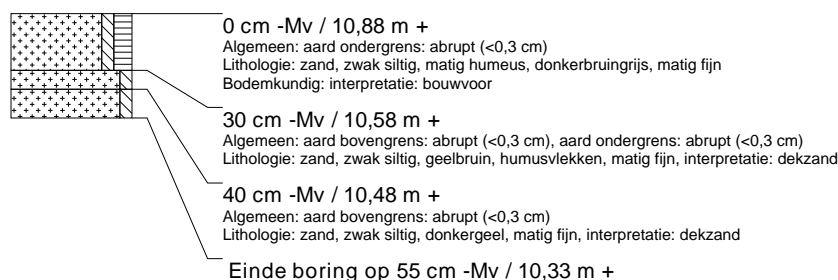 0 cm -Mv / 10,88 m +
Algemeen: aard ondergrens: abrupt (<0,3 cm)
Lithologie: zand, zwak siltig, matig humeus, donkerbruingrijs, matig fijn
Bodemkundig: interpretatie: bouwvoor
30 cm -Mv / 10,58 m +
Algemeen: aard bovengrens: abrupt (<0,3 cm), aard ondergrens: abrupt (<0,3 cm)
Lithologie: zand, zwak siltig, geelbruin, humusvlekken, matig fijn, interpretatie: dekzand
40 cm -Mv / 10,48 m +
Algemeen: aard bovengrens: abrupt (<0,3 cm)
Lithologie: zand, zwak siltig, donkergeel, matig fijn, interpretatie: dekzand
Einde boring op 55 cm -Mv / 10,33 m +